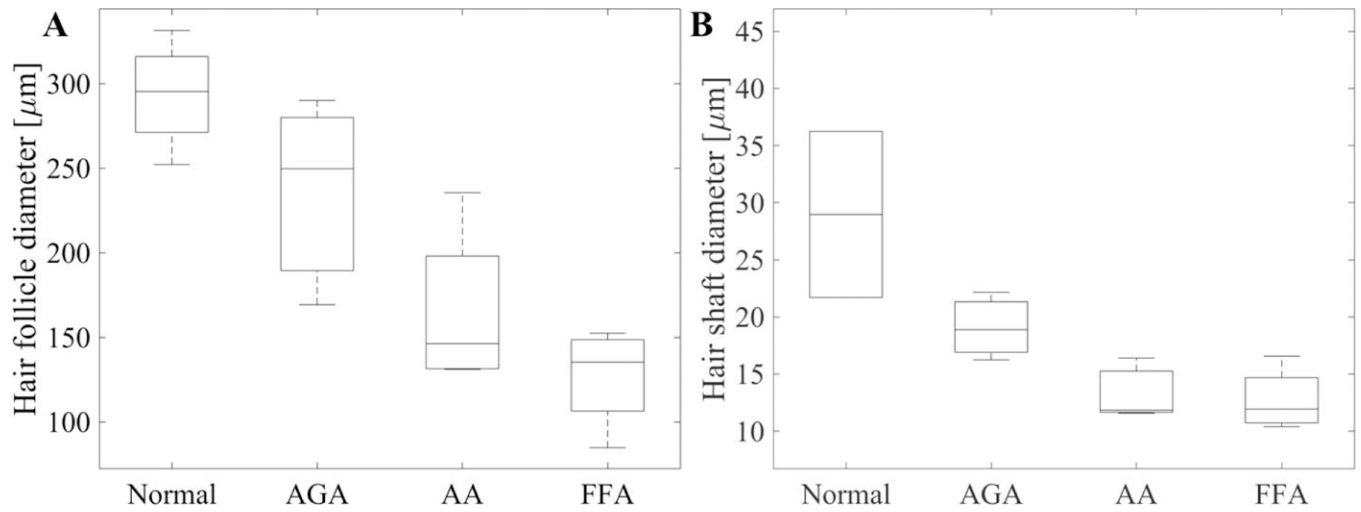 A
Hair follicle diameter [μm]
300
250
200
150
100
Normal AGA AA FFA
B
Hair shaft diameter [μm]
45
40
35
30
25
20
15
10
Normal AGA AA FFA